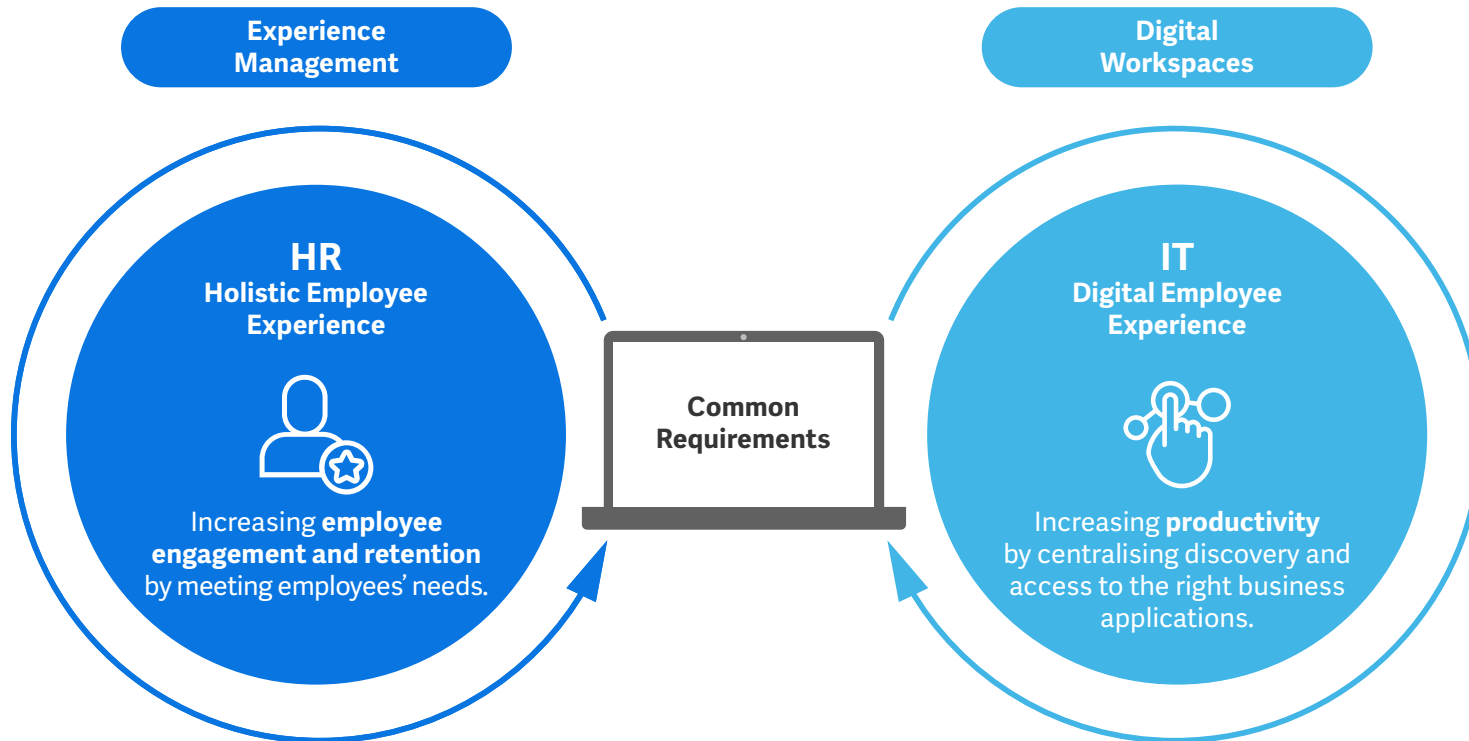 Experience
Management
Digital
Workspaces
HR
Holistic Employee
Experience
Increasing employee
engagement and retention
by meeting employees’ needs.
Common
Requirements
IT
Digital Employee
Experience
Increasing productivity
by centralising discovery and
access to the right business
applications.